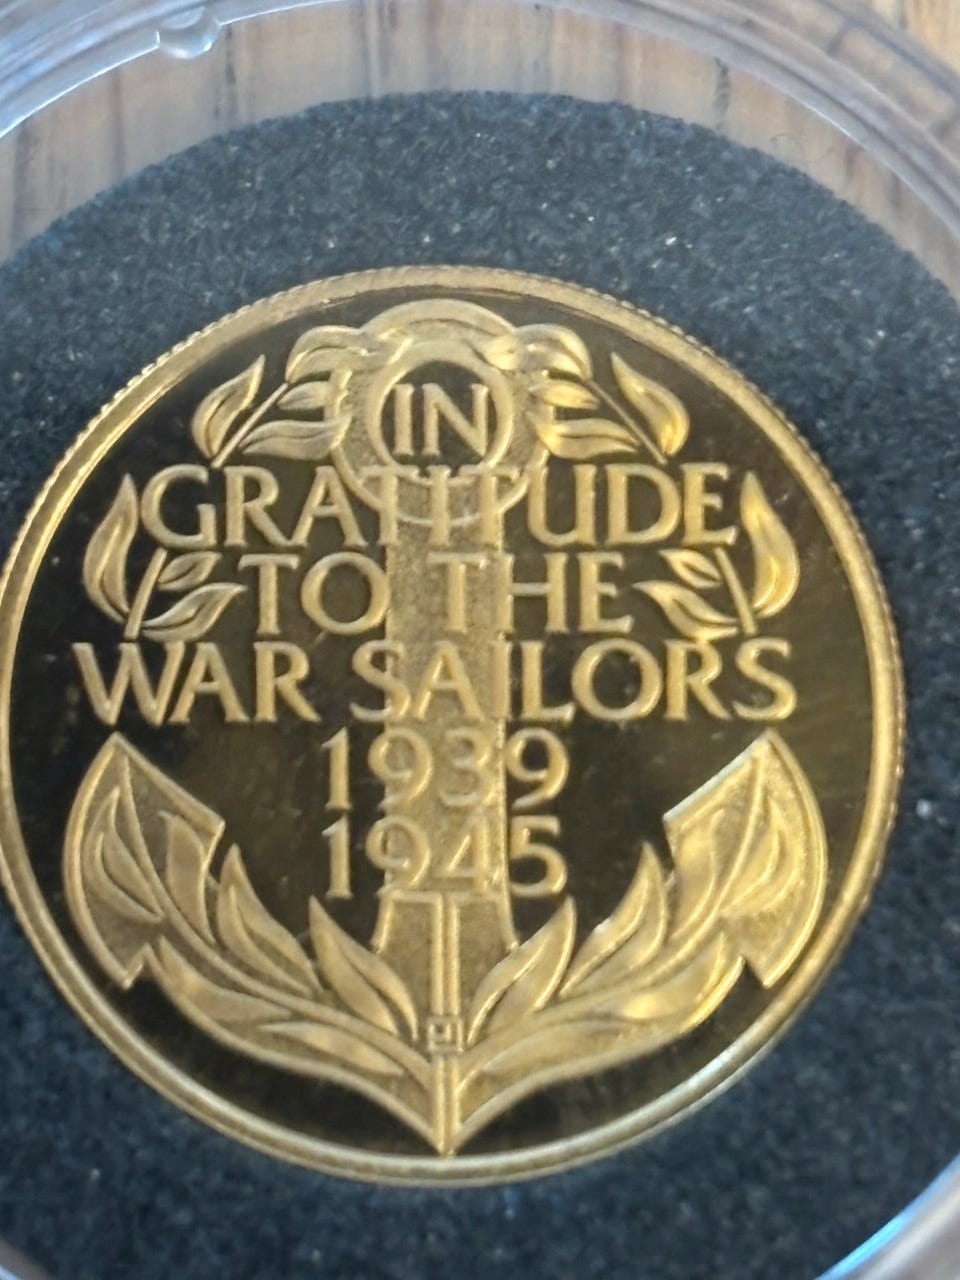 IN
GRATITUDE
TO THE
WAR SAILORS
1939
1945